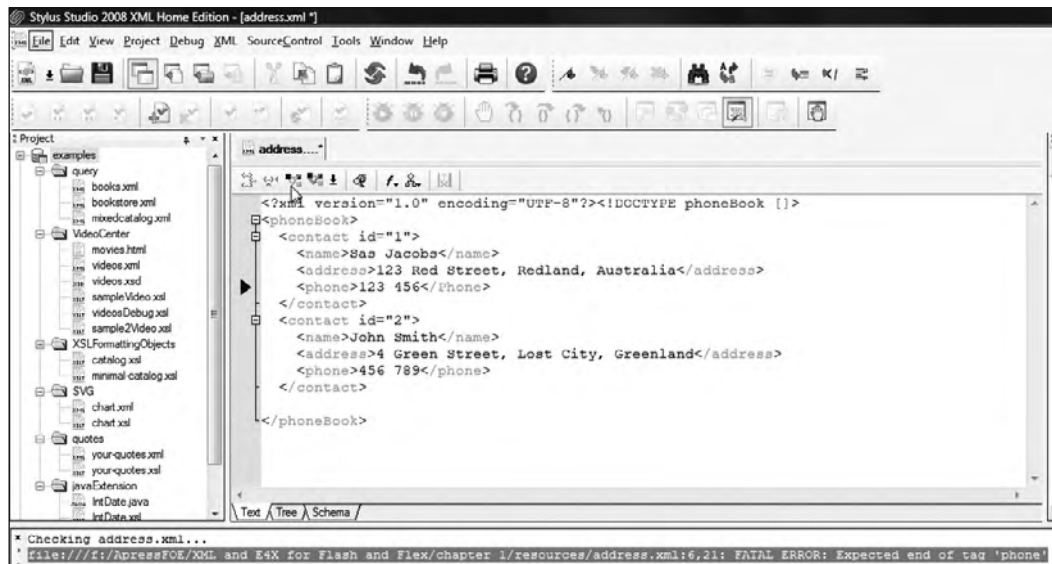 Stylus Studio 2008 XML Home Edition - [address.xml *]
File Edit View Project Debug XML SourceControl Tools Window Help
Project
examples
query
books.xml
bookstore.xml
mixedcatalog.xml
VideoCenter
movies.html
videos.xml
videos.xsd
sampleVideo.xsl
videosDebug.xsl
sample2Video.xsl
XSLFormattingObjects
catalog.xsl
minimal-catalog.xsl
SVG
chart.xml
chart.xsl
quotes
your-quotes.xml
your-quotes.xsl
javaExtension
IntDate.java
IntDate.xsl
address....*
<?xml version="1.0" encoding="UTF-8"?><!DOCTYPE phoneBook []>
<phoneBook>
<contact id="1">
<name>Sas Jacobs</name>
<address>123 Red Street, Redland, Australia</address>
<phone>123 456</Phone>
</contact>
<contact id="2">
<name>John Smith</name>
<address>4 Green Street, Lost City, Greenland</address>
<phone>456 789</phone>
</contact>
</phoneBook>
Text Tree Schema
Checking address.xml...
file:///f:/ApressFOE/XML and E4X for Flash and Flex/chapter 1/resources/address.xml:6,21: FATAL ERROR: Expected end of tag 'phone'